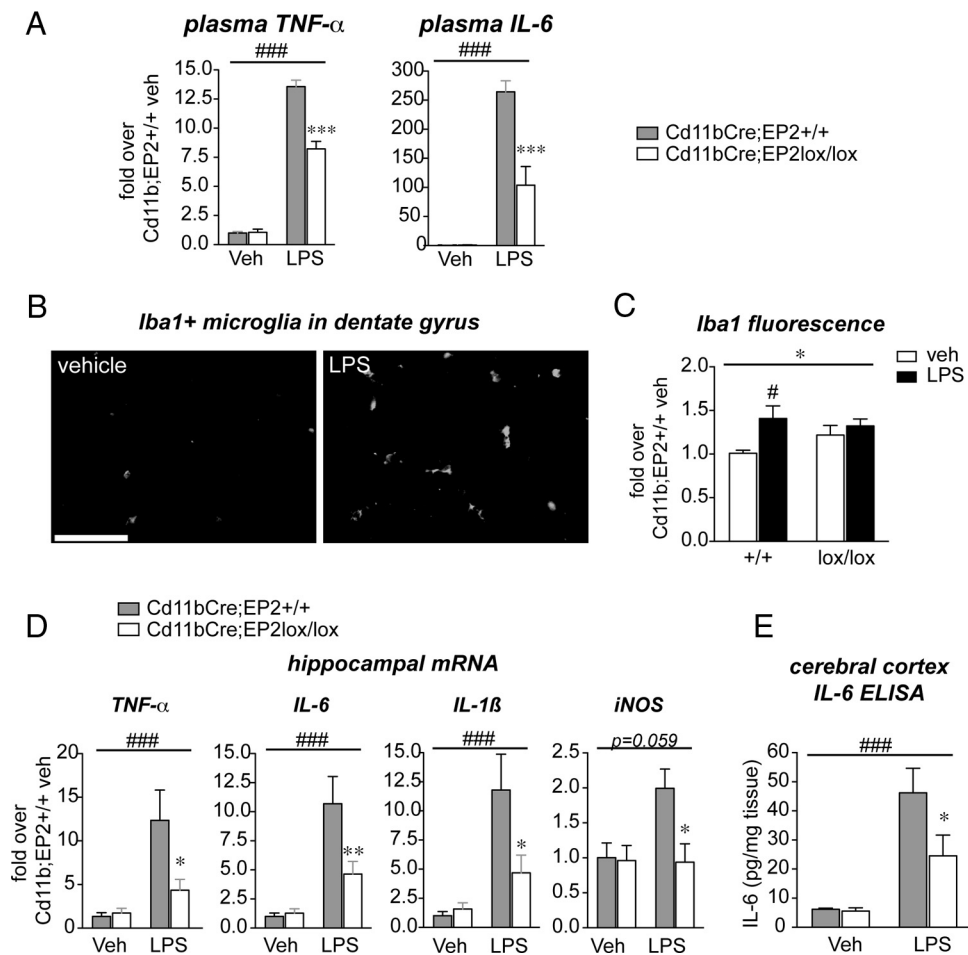 A
plasma TNF-α
###
15.0
12.5
10.0
7.5
5.0
2.5
0.0
fold over
Cd11b;EP2+/+ veh
***
Veh LPS
plasma IL-6
###
300
250
200
150
100
50
0
***
Veh LPS
Cd11bCre;EP2+/+
Cd11bCre;EP2lox/lox
B
Iba1+ microglia in dentate gyrus
vehicle
LPS
C
Iba1 fluorescence
veh
LPS
*
#
2.0
1.5
1.0
0.5
0.0
fold over
Cd11b;EP2+/+ veh
+/+ lox/lox
Cd11bCre;EP2+/+
Cd11bCre;EP2lox/lox
D
hippocampal mRNA
TNF-α
###
20
15
10
5
0
fold over
Cd11b;EP2+/+ veh
*
Veh LPS
IL-6
###
15.0
12.5
10.0
7.5
5.0
2.5
0.0
**
Veh LPS
IL-1ß
###
15.0
12.5
10.0
7.5
5.0
2.5
0.0
*
Veh LPS
iNOS
p=0.059
2.5
2.0
1.5
1.0
0.5
0.0
*
Veh LPS
E
cerebral cortex
IL-6 ELISA
###
60
50
40
30
20
10
0
IL-6 (pg/mg tissue)
*
Veh LPS